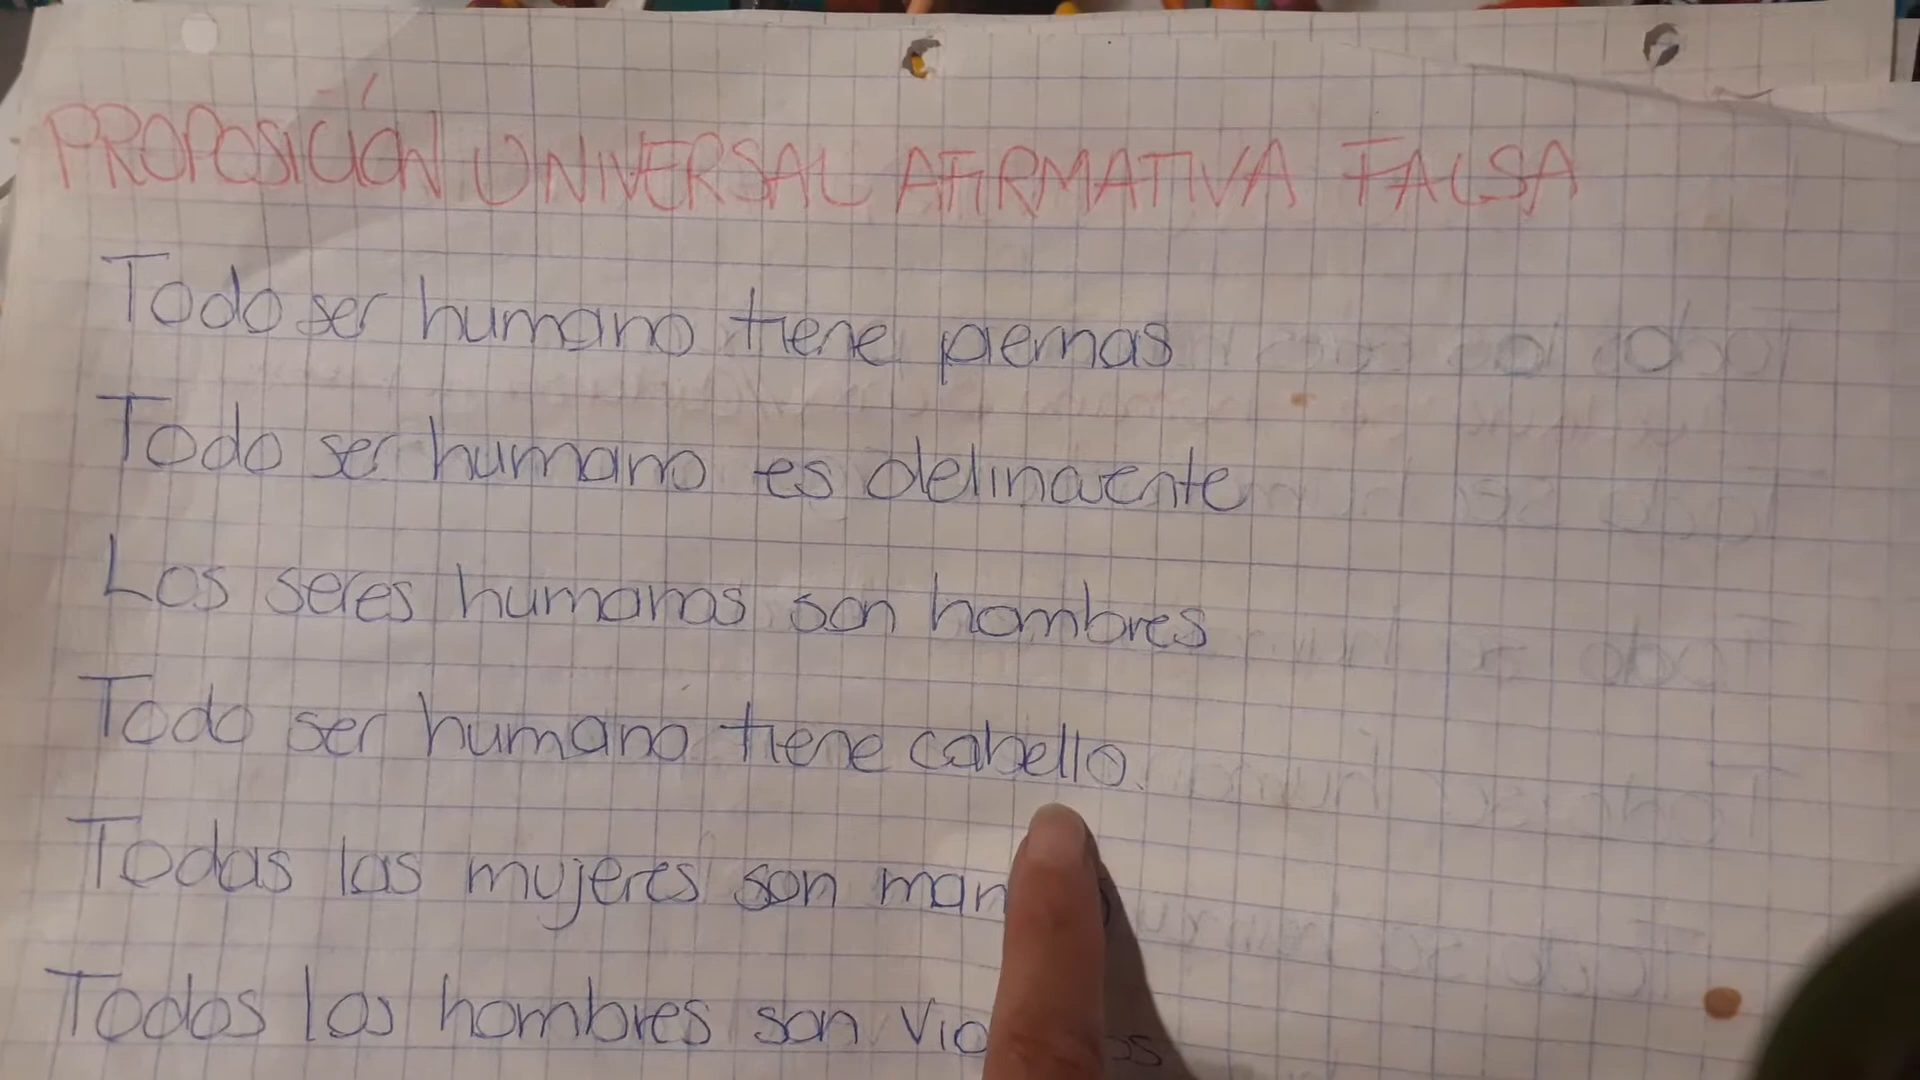 PROPOSICIÓN UNIVERSAL AFIRMATIVA FALSA
Todo ser humano tiene piernas
Todo ser humano es delincuente
Los seres humanos son hombres
Todo ser humano tiene cabello.
Todas las mujeres son
Todos los hombres son